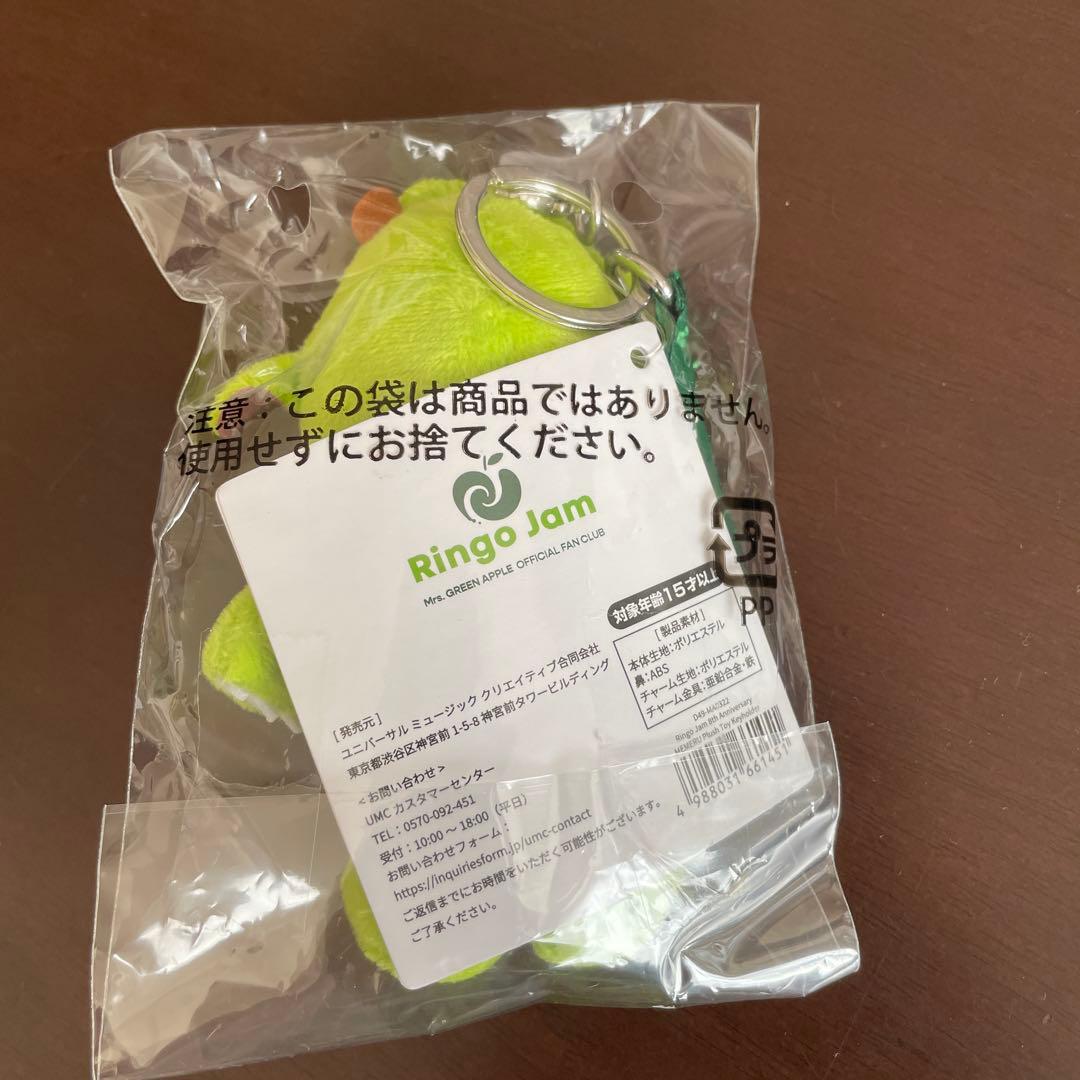 注意：この袋は商品ではありません。
使用せずにお捨てください。
Ringo Jam
Mrs. GREEN APPLE OFFICIAL FAN CLUB
プラ
PP
対象年齢15才以上
［製品素材］
本体生地：ポリエステル
鼻：ABS
チャーム生地：ポリエステル
チャーム金具：亜鉛合金・鉄
［発売元］
ユニバーサル ミュージック クリエイティブ合同会社
東京都渋谷区神宮前 1-5-8 神宮前タワービルディング
＜お問い合わせ＞
UMC カスタマーセンター
TEL：0570-092-451
受付：10:00 ～ 18:00（平日）
お問い合わせフォーム：
https://inquiriesform.jp/umc-contact
ご返信までにお時間をいただく可能性がございます。
ご了承ください。
D49-MA0322
Ringo Jam 8th Anniversary
MEMERU Plush Toy Keyholder
4 988031 661451